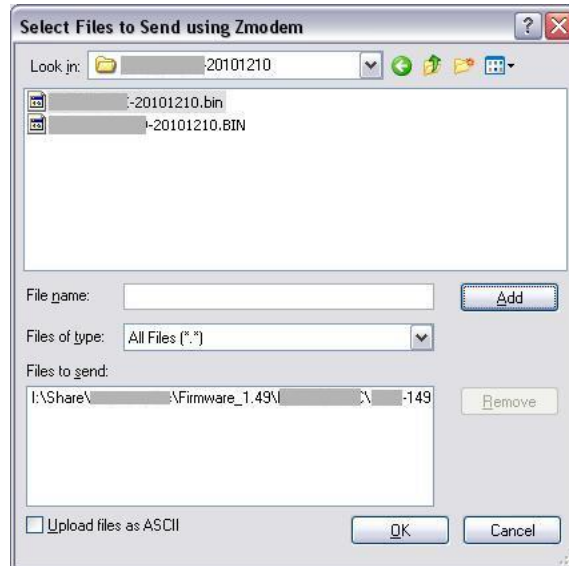 Select Files to Send using Zmodem
Look in: -20101210
-20101210.bin
-20101210.BIN
File name: Add
Files of type: All Files (*.*)
Files to send:
I:\Share\ :\Firmware_1.49\ \ -149
Remove
Upload files as ASCII OK Cancel